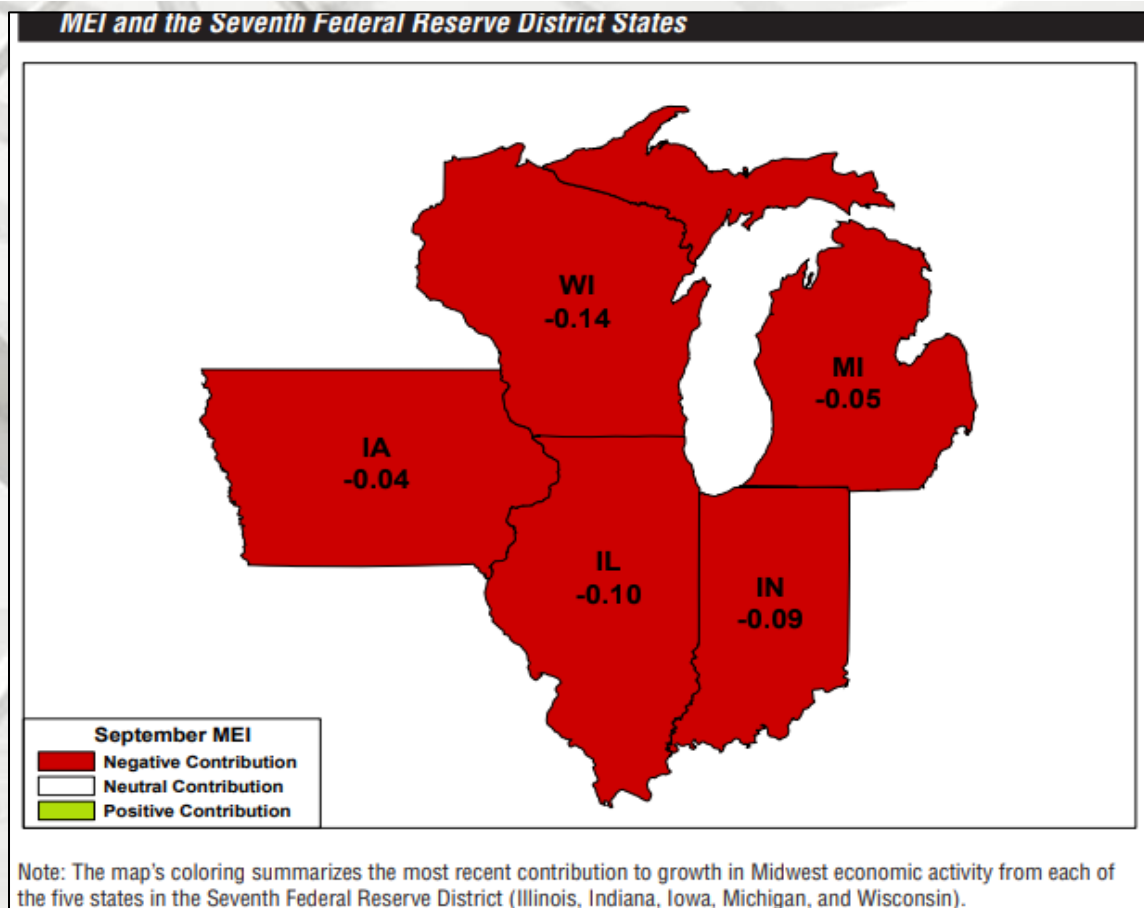 MEI and the Seventh Federal Reserve District States
WI
-0.14
MI
-0.05
IA
-0.04
IL
-0.10
IN
-0.09
September MEI
Negative Contribution
Neutral Contribution
Positive Contribution
Note: The map's coloring summarizes the most recent contribution to growth in Midwest economic activity from each of
the five states in the Seventh Federal Reserve District (Illinois, Indiana, Iowa, Michigan, and Wisconsin).